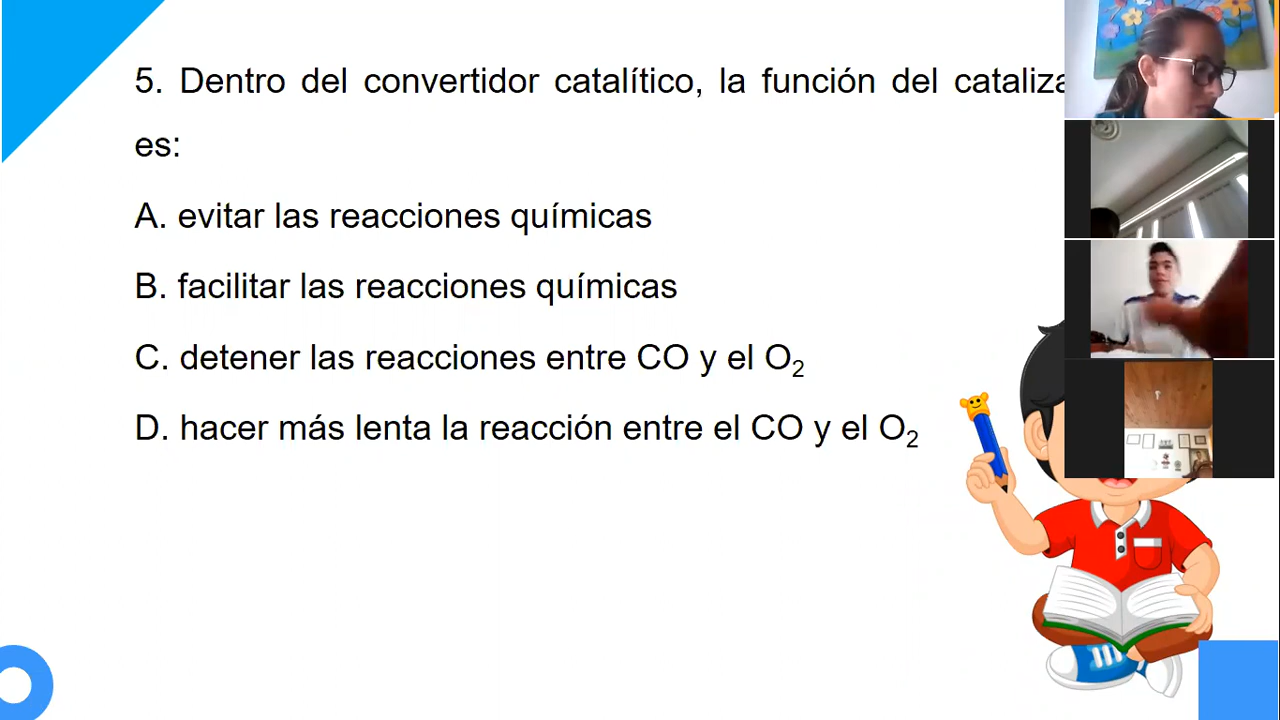 5. Dentro del convertidor catalítico, la función del
es:
A. evitar las reacciones químicas
B. facilitar las reacciones químicas
C. detener las reacciones entre CO y el O₂
D. hacer más lenta la reacción entre el CO y el O₂